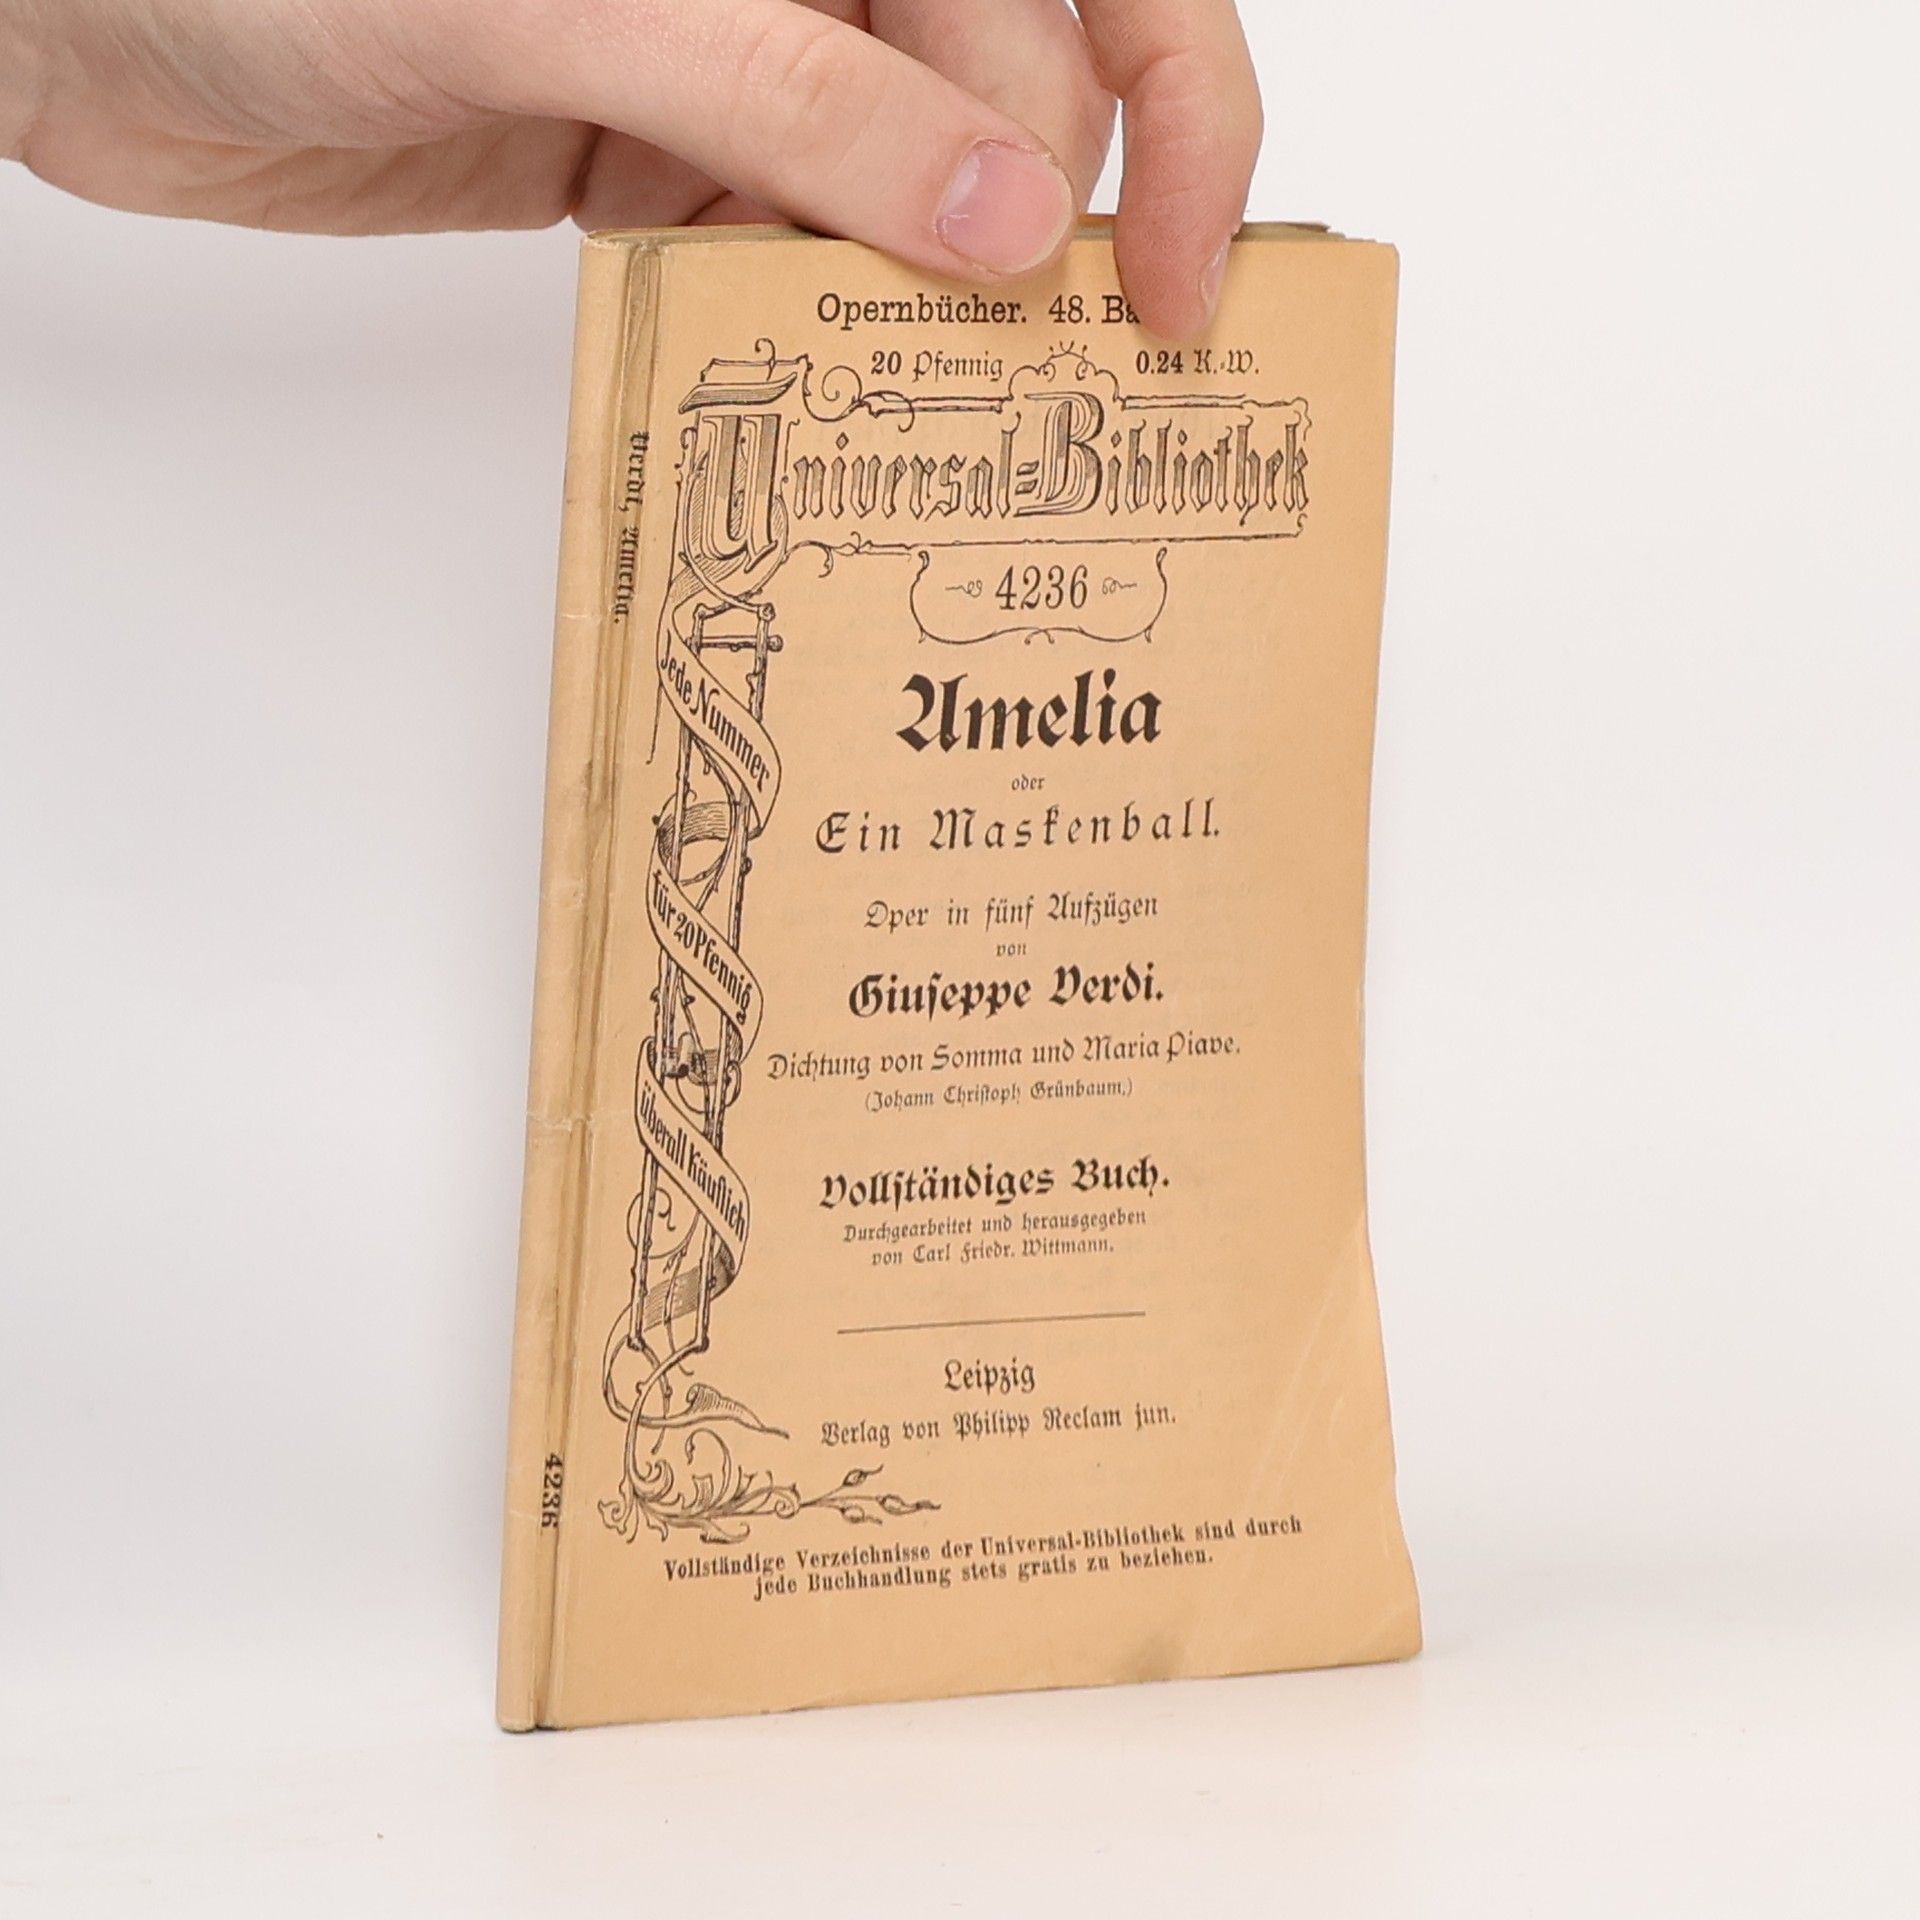 Opernbücher. 48.
20 Pfennig 0.24 K.-W.
Universal-Bibliothek
4236
Amelia
oder
Ein Maskenball.
Oper in fünf Aufzügen
von
Giuseppe Verdi.
Dichtung von Somma und Maria Piave.
(Johann Christoph Grünbaum.)
Vollständiges Buch.
Durchgearbeitet und herausgegeben
von Carl Friedr. Wittmann.
Leipzig
Verlag von Philipp Reclam jun.
Vollständige Verzeichnisse der Universal-Bibliothek sind durch
jede Buchhandlung stets gratis zu beziehen.
Jede Nummer
für 20 Pfennig
überall käuflich
Verdi, Amelia.
4236